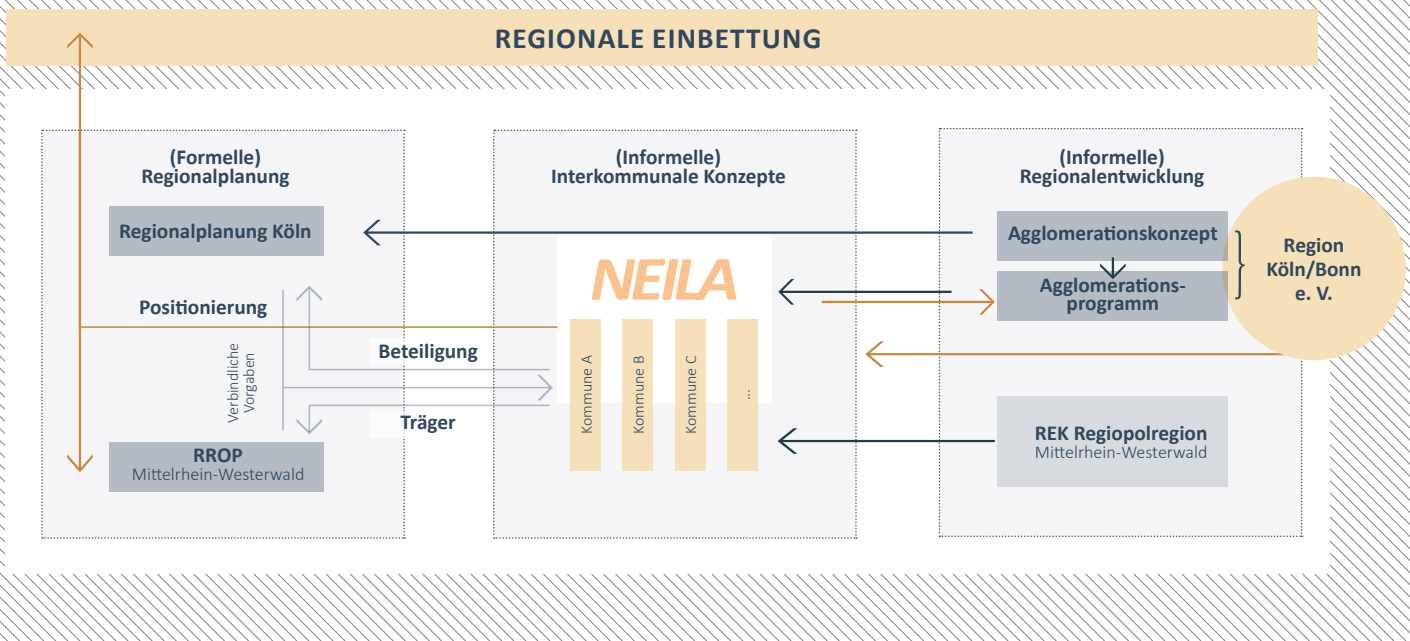 REGIONALE EINBETTUNG
(Formelle)
Regionalplanung
Regionalplanung Köln
Positionierung
Verbindliche
Vorgaben
Beteiligung
Träger
RROP
Mittelrhein-Westerwald
(Informelle)
Interkommunale Konzepte
NEILA
Kommune A
Kommune B
Kommune C
...
(Informelle)
Regionalentwicklung
Agglomerationskonzept
Agglomerations-
programm
Region
Köln/Bonn
e. V.
REK Regiopolregion
Mittelrhein-Westerwald